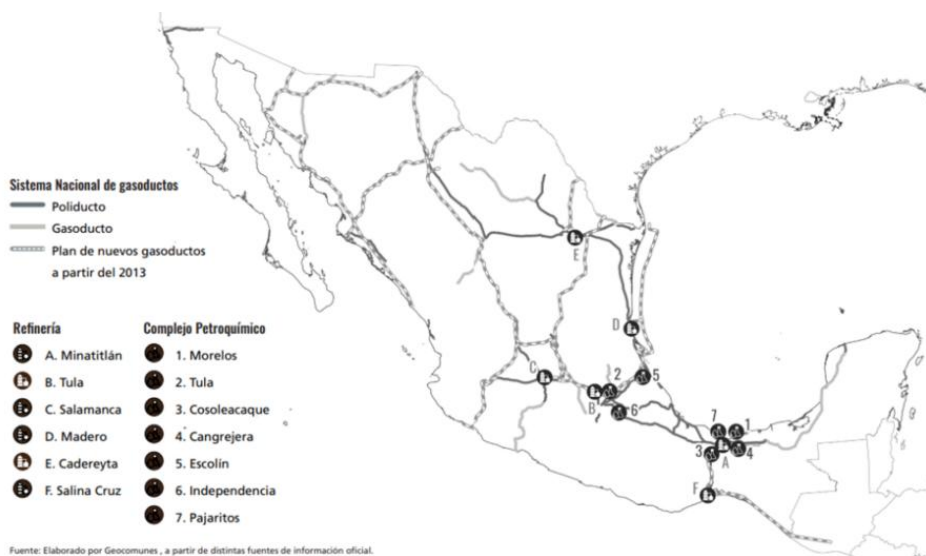 Sistema Nacional de gasoductos
Poliducto
Gasoducto
Plan de nuevos gasoductos
a partir del 2013
Refinería
A. Minatitlán
B. Tula
C. Salamanca
D. Madero
E. Cadereyta
F. Salina Cruz
Complejo Petroquímico
1. Morelos
2. Tula
3. Cosoleacaque
4. Cangrejera
5. Escolín
6. Independencia
7. Pajaritos
E
D
C
B
2
5
6
7
1
3
A
4
F
Fuente: Elaborado por Geocomunes , a partir de distintas fuentes de información oficial.